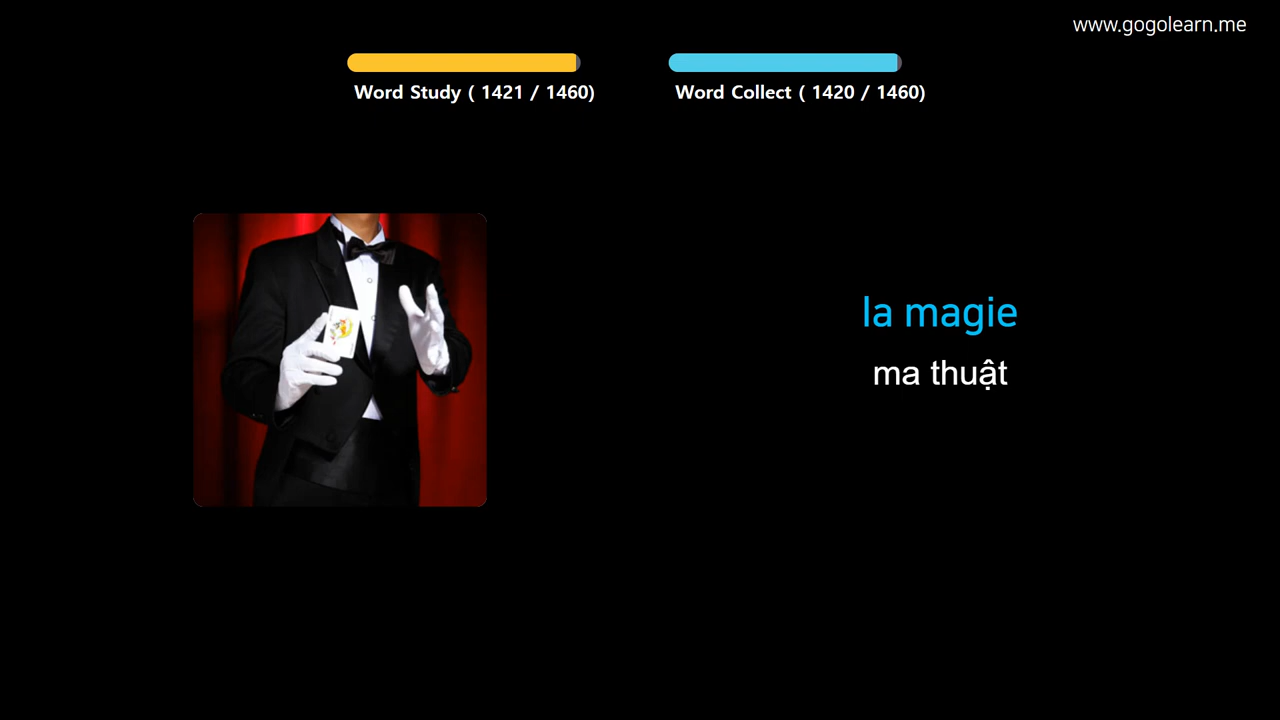 www.gogolearn.me
Word Study ( 1421 / 1460)
Word Collect ( 1420 / 1460)
la magie
ma thuật